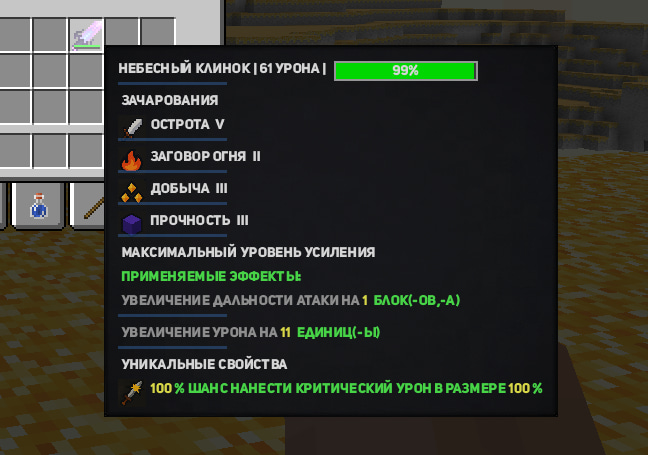 НЕБЕСНЫЙ КЛИНОК | 61 УРОНА | 99%
ЗАЧАРОВАНИЯ
ОСТРОТА V
ЗАГОВОР ОГНЯ II
ДОБЫЧА III
ПРОЧНОСТЬ III
МАКСИМАЛЬНЫЙ УРОВЕНЬ УСИЛЕНИЯ
ПРИМЕНЯЕМЫЕ ЭФФЕКТЫ:
УВЕЛИЧЕНИЕ ДАЛЬНОСТИ АТАКИ НА 1 БЛОК(-ОВ,-А)
УВЕЛИЧЕНИЕ УРОНА НА 11 ЕДИНИЦ(-Ы)
УНИКАЛЬНЫЕ СВОЙСТВА
100 % ШАНС НАНЕСТИ КРИТИЧЕСКИЙ УРОН В РАЗМЕРЕ 100 %